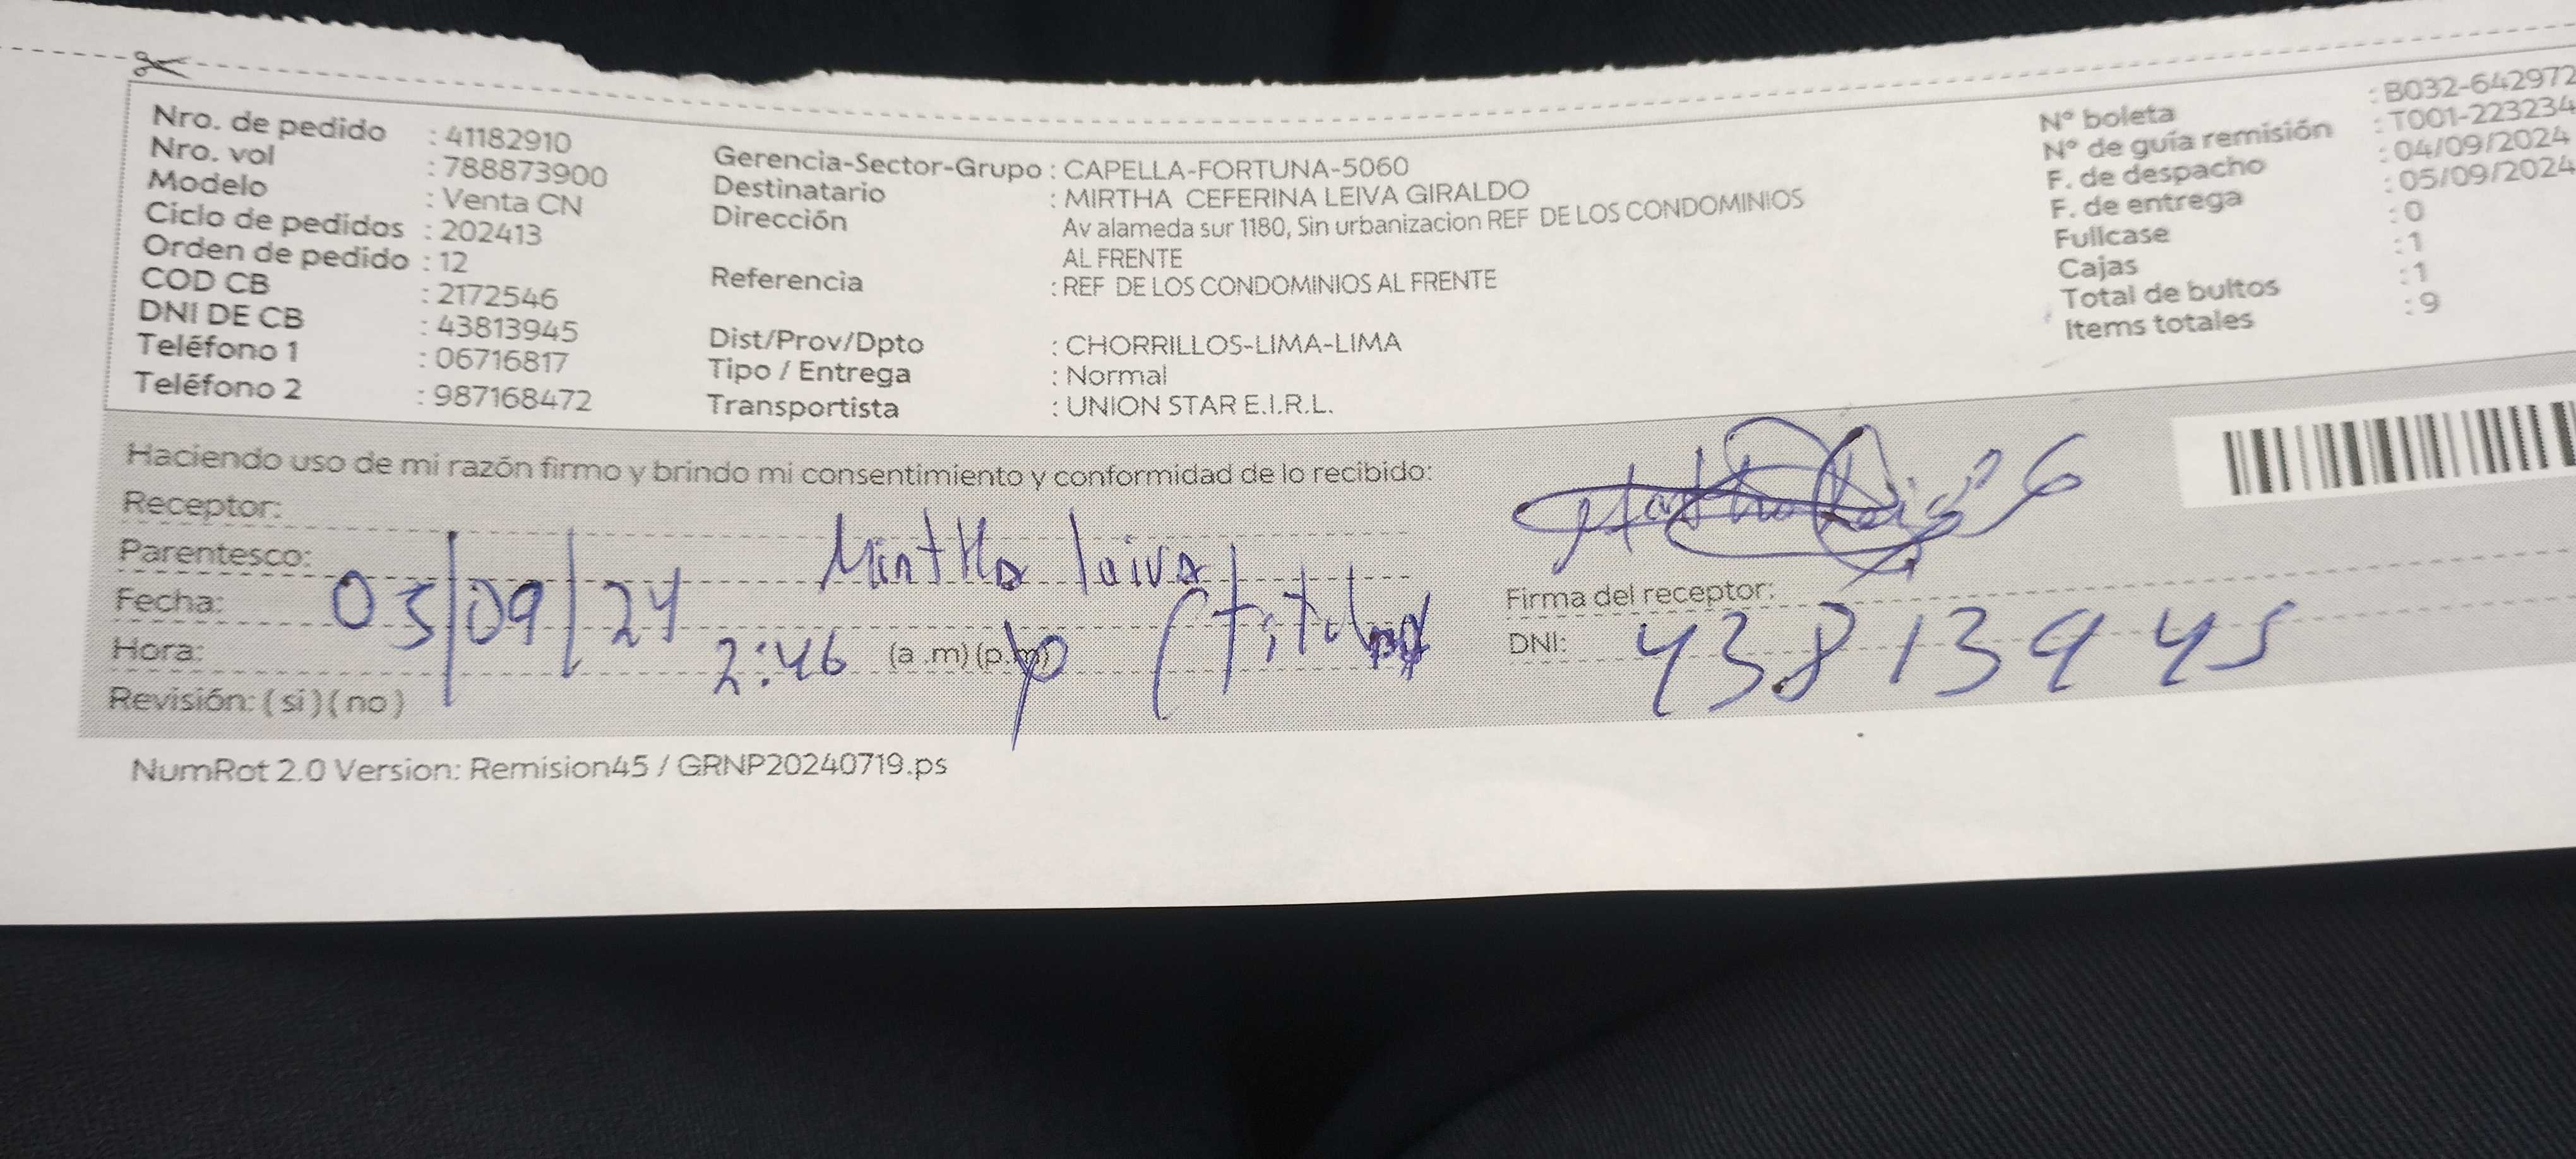 Nro. de pedido : 41182910
Nro. vol : 788873900
Modelo : Venta CN
Ciclo de pedidos : 202413
Orden de pedido : 12
COD CB : 2172546
DNI DE CB : 43813945
Teléfono 1 : 06716817
Teléfono 2 : 987168472
Gerencia-Sector-Grupo : CAPELLA-FORTUNA-5060
Destinatario : MIRTHA CEFERINA LEIVA GIRALDO
Dirección : Av alameda sur 1180, Sin urbanizacion REF DE LOS CONDOMINIOS
AL FRENTE
Referencia : REF DE LOS CONDOMINIOS AL FRENTE
Dist/Prov/Dpto : CHORRILLOS-LIMA-LIMA
Tipo / Entrega : Normal
Transportista : UNION STAR E.I.R.L.
N° boleta : B032-642972
N° de guía remisión : T001-223234
F. de despacho : 04/09/2024
F. de entrega : 05/09/2024
Fullcase : 0
Cajas : 1
Total de bultos : 1
Items totales : 9
Haciendo uso de mi razón firmo y brindo mi consentimiento y conformidad de lo recibido:
Receptor:
Parentesco: Mirtha leiva
Fecha: 05/09/24
Hora: 2:46 (a .m) (p.m) (titular
Revisión: ( si ) ( no )
Firma del receptor:
DNI: 43813945
NumRot 2.0 Version: Remision45 / GRNP20240719.ps